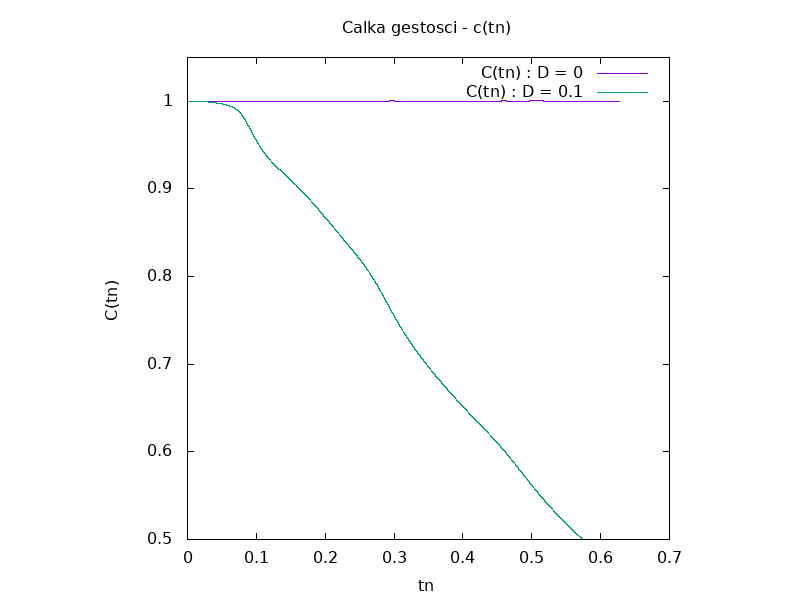 Calka gestosci - c(tn)
C(tn) : D = 0
C(tn) : D = 0.1
1
0.9
0.8
0.7
0.6
0.5
C(tn)
0 0.1 0.2 0.3 0.4 0.5 0.6 0.7
tn